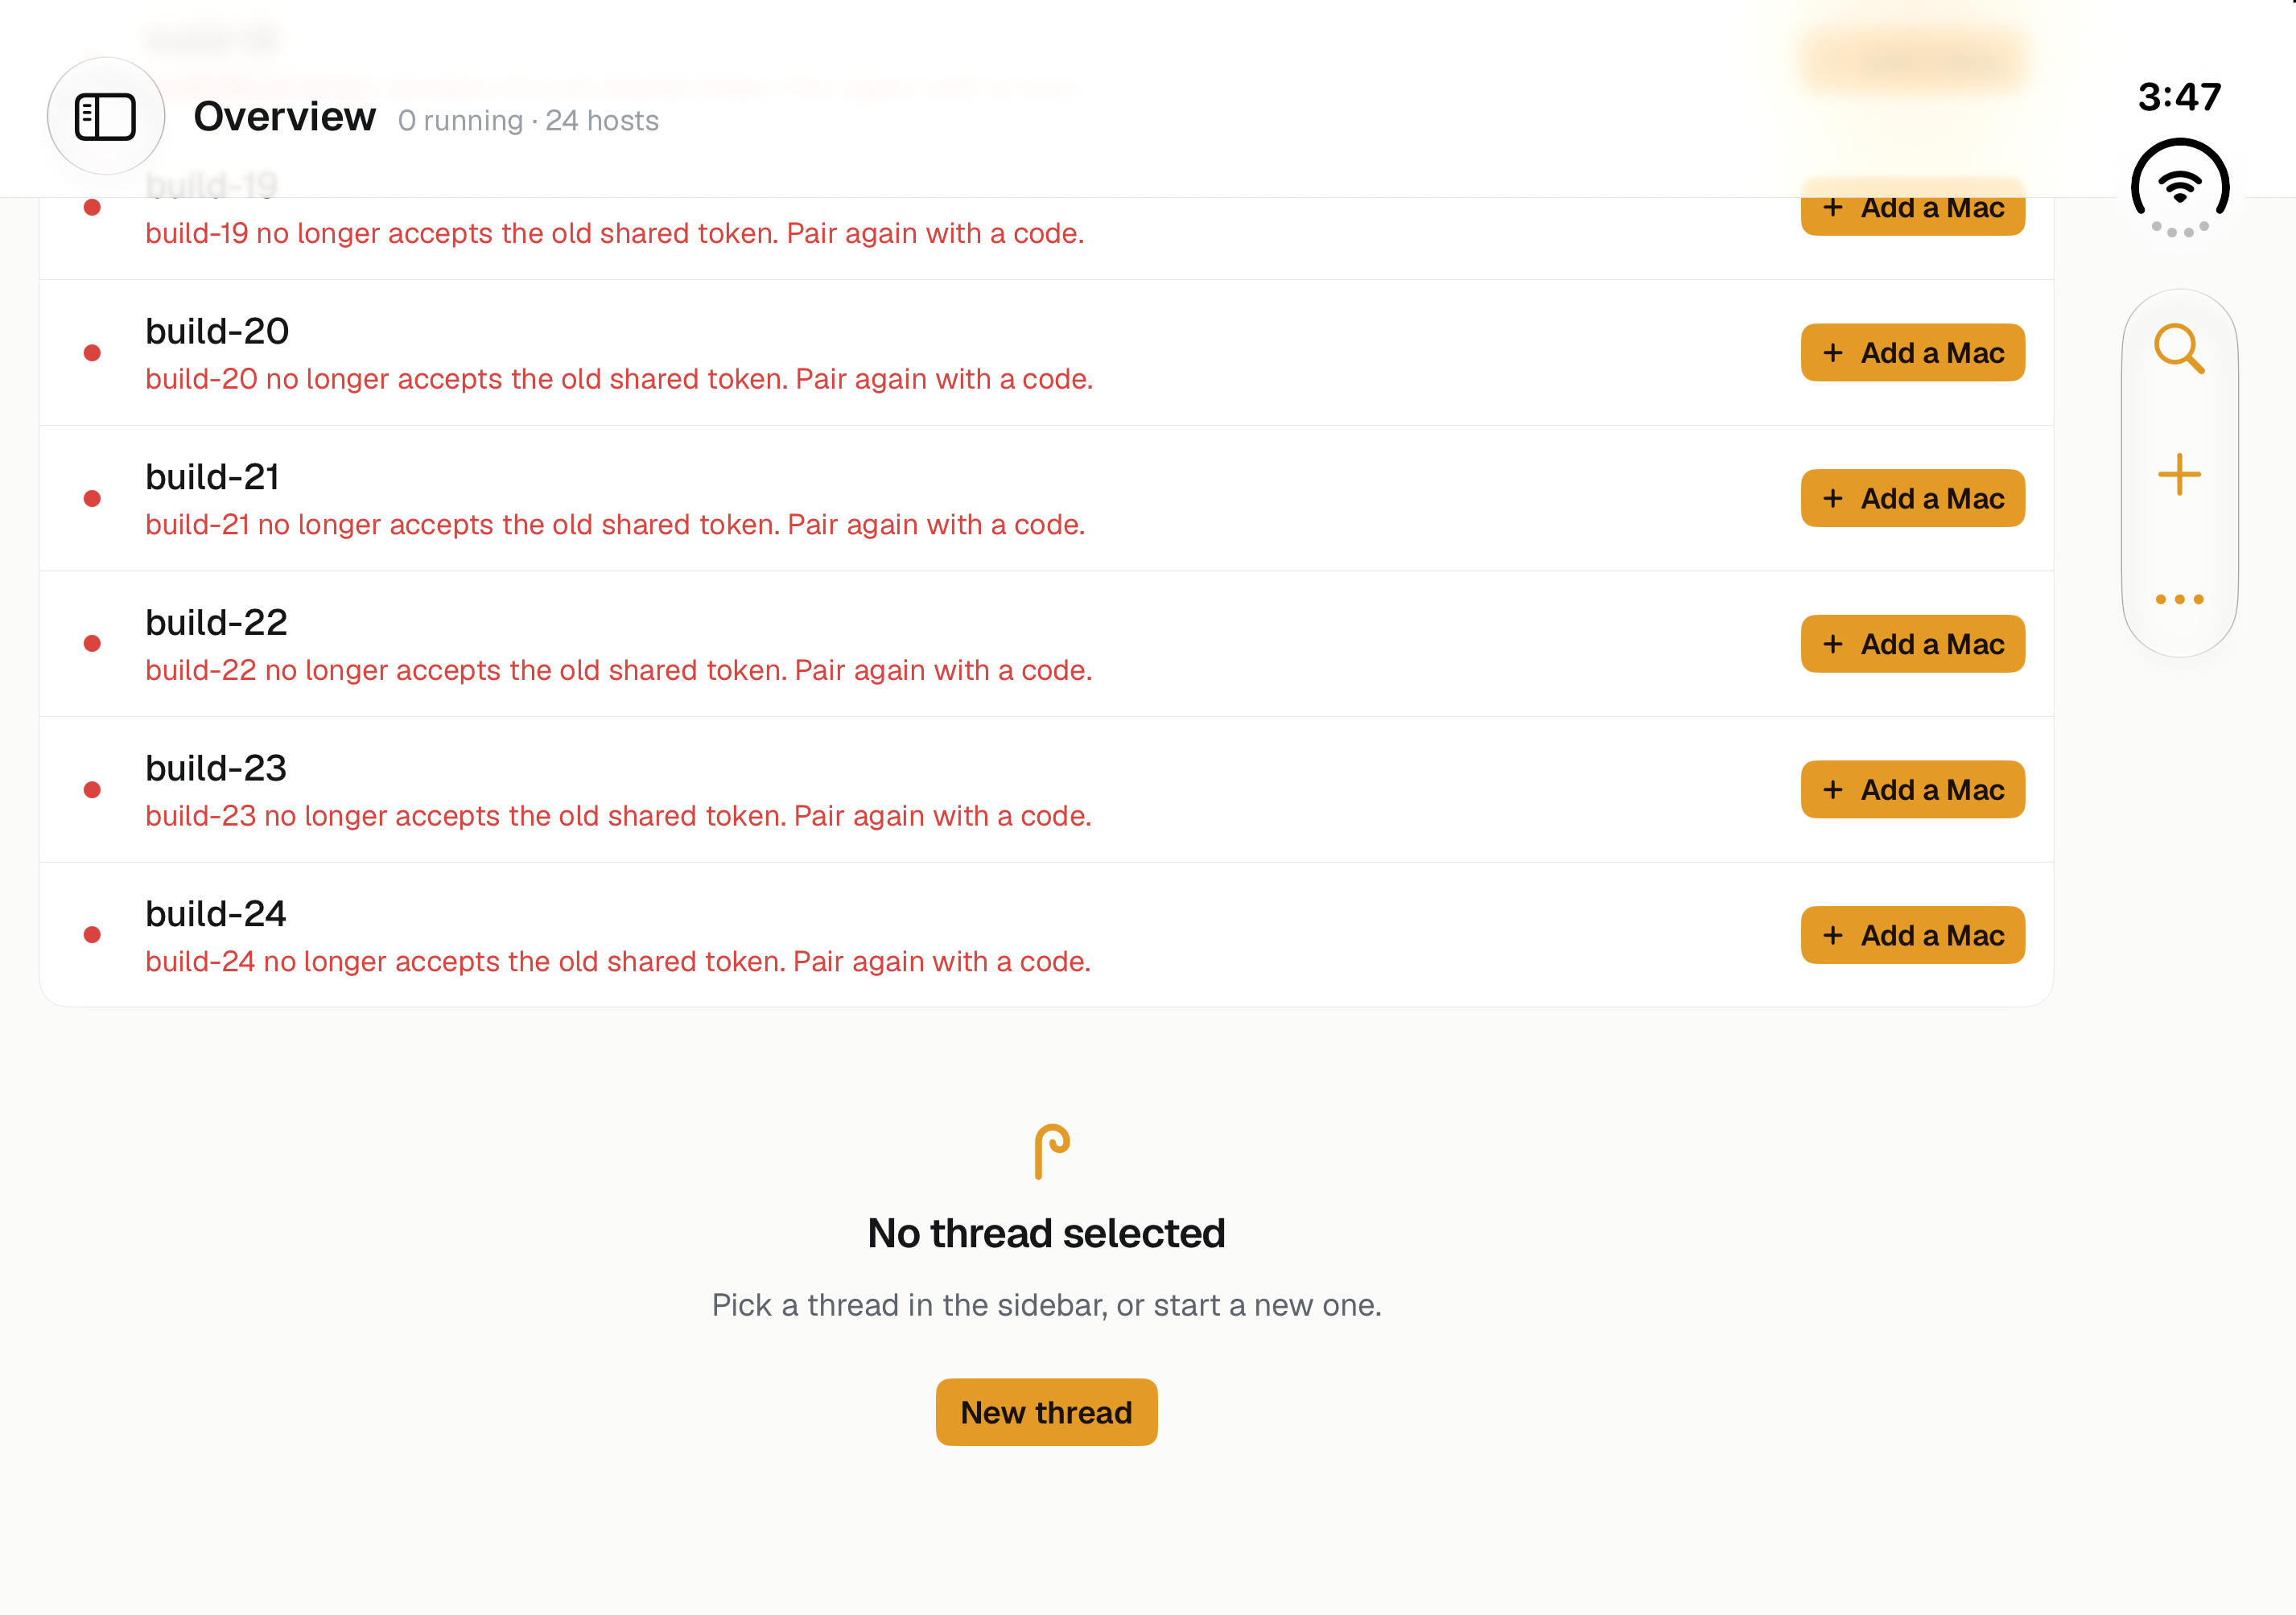 Overview 0 running · 24 hosts
3:47
build-19
build-19 no longer accepts the old shared token. Pair again with a code.
+ Add a Mac
build-20
build-20 no longer accepts the old shared token. Pair again with a code.
+ Add a Mac
build-21
build-21 no longer accepts the old shared token. Pair again with a code.
+ Add a Mac
build-22
build-22 no longer accepts the old shared token. Pair again with a code.
+ Add a Mac
build-23
build-23 no longer accepts the old shared token. Pair again with a code.
+ Add a Mac
build-24
build-24 no longer accepts the old shared token. Pair again with a code.
+ Add a Mac
No thread selected
Pick a thread in the sidebar, or start a new one.
New thread